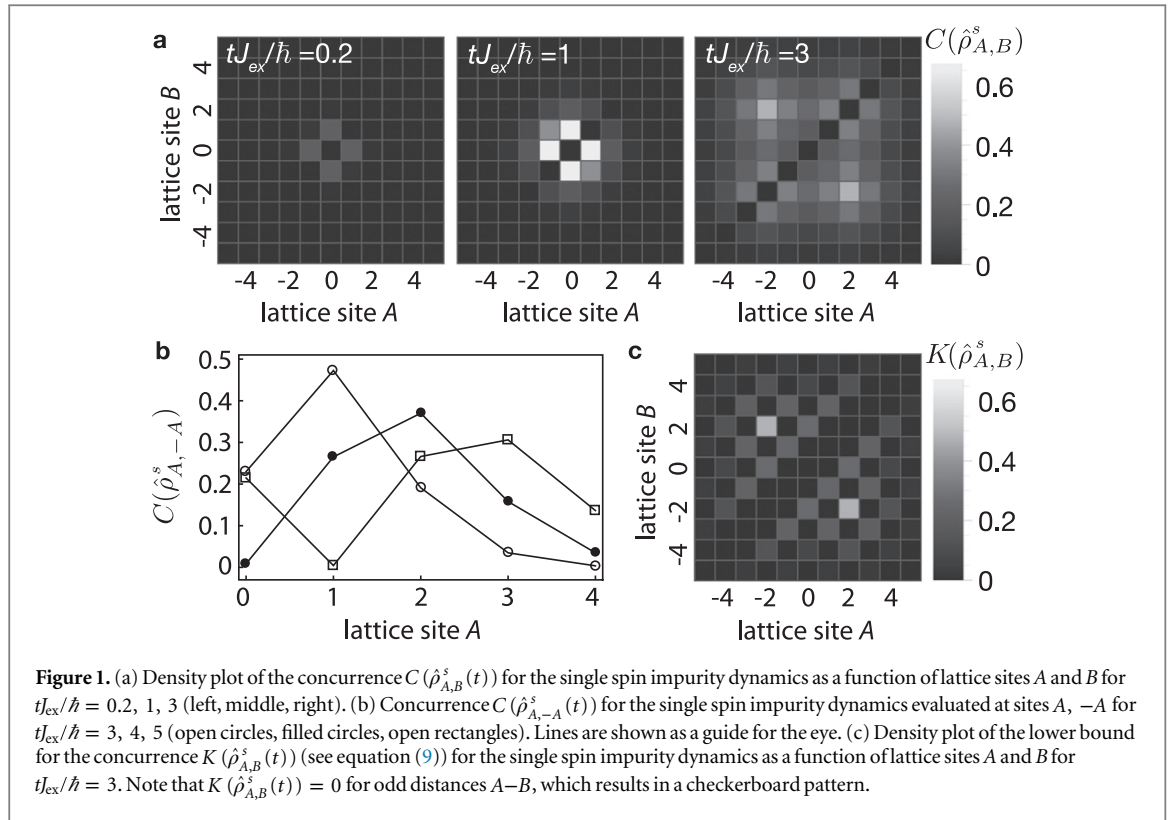 a
tJ_ex/ℏ =0.2
tJ_ex/ℏ =1
tJ_ex/ℏ =3
C(ρ̂^s_{A,B})
lattice site B
4
2
0
-2
-4
-4 -2 0 2 4
-4 -2 0 2 4
-4 -2 0 2 4
lattice site A
lattice site A
lattice site A
0.6
0.4
0.2
0
b
C(ρ̂^s_{A,−A})
0.5
0.4
0.3
0.2
0.1
0
0 1 2 3 4
lattice site A
c
K(ρ̂^s_{A,B})
lattice site B
4
2
0
-2
-4
-4 -2 0 2 4
lattice site A
0.6
0.4
0.2
0
Figure 1. (a) Density plot of the concurrence C(ρ̂^s_{A,B}(t)) for the single spin impurity dynamics as a function of lattice sites A and B for
tJ_ex/ℏ = 0.2, 1, 3 (left, middle, right). (b) Concurrence C(ρ̂^s_{A,−A}(t)) for the single spin impurity dynamics evaluated at sites A, −A for
tJ_ex/ℏ = 3, 4, 5 (open circles, filled circles, open rectangles). Lines are shown as a guide for the eye. (c) Density plot of the lower bound
for the concurrence K(ρ̂^s_{A,B}(t)) (see equation (9)) for the single spin impurity dynamics as a function of lattice sites A and B for
tJ_ex/ℏ = 3. Note that K(ρ̂^s_{A,B}(t)) = 0 for odd distances A–B, which results in a checkerboard pattern.